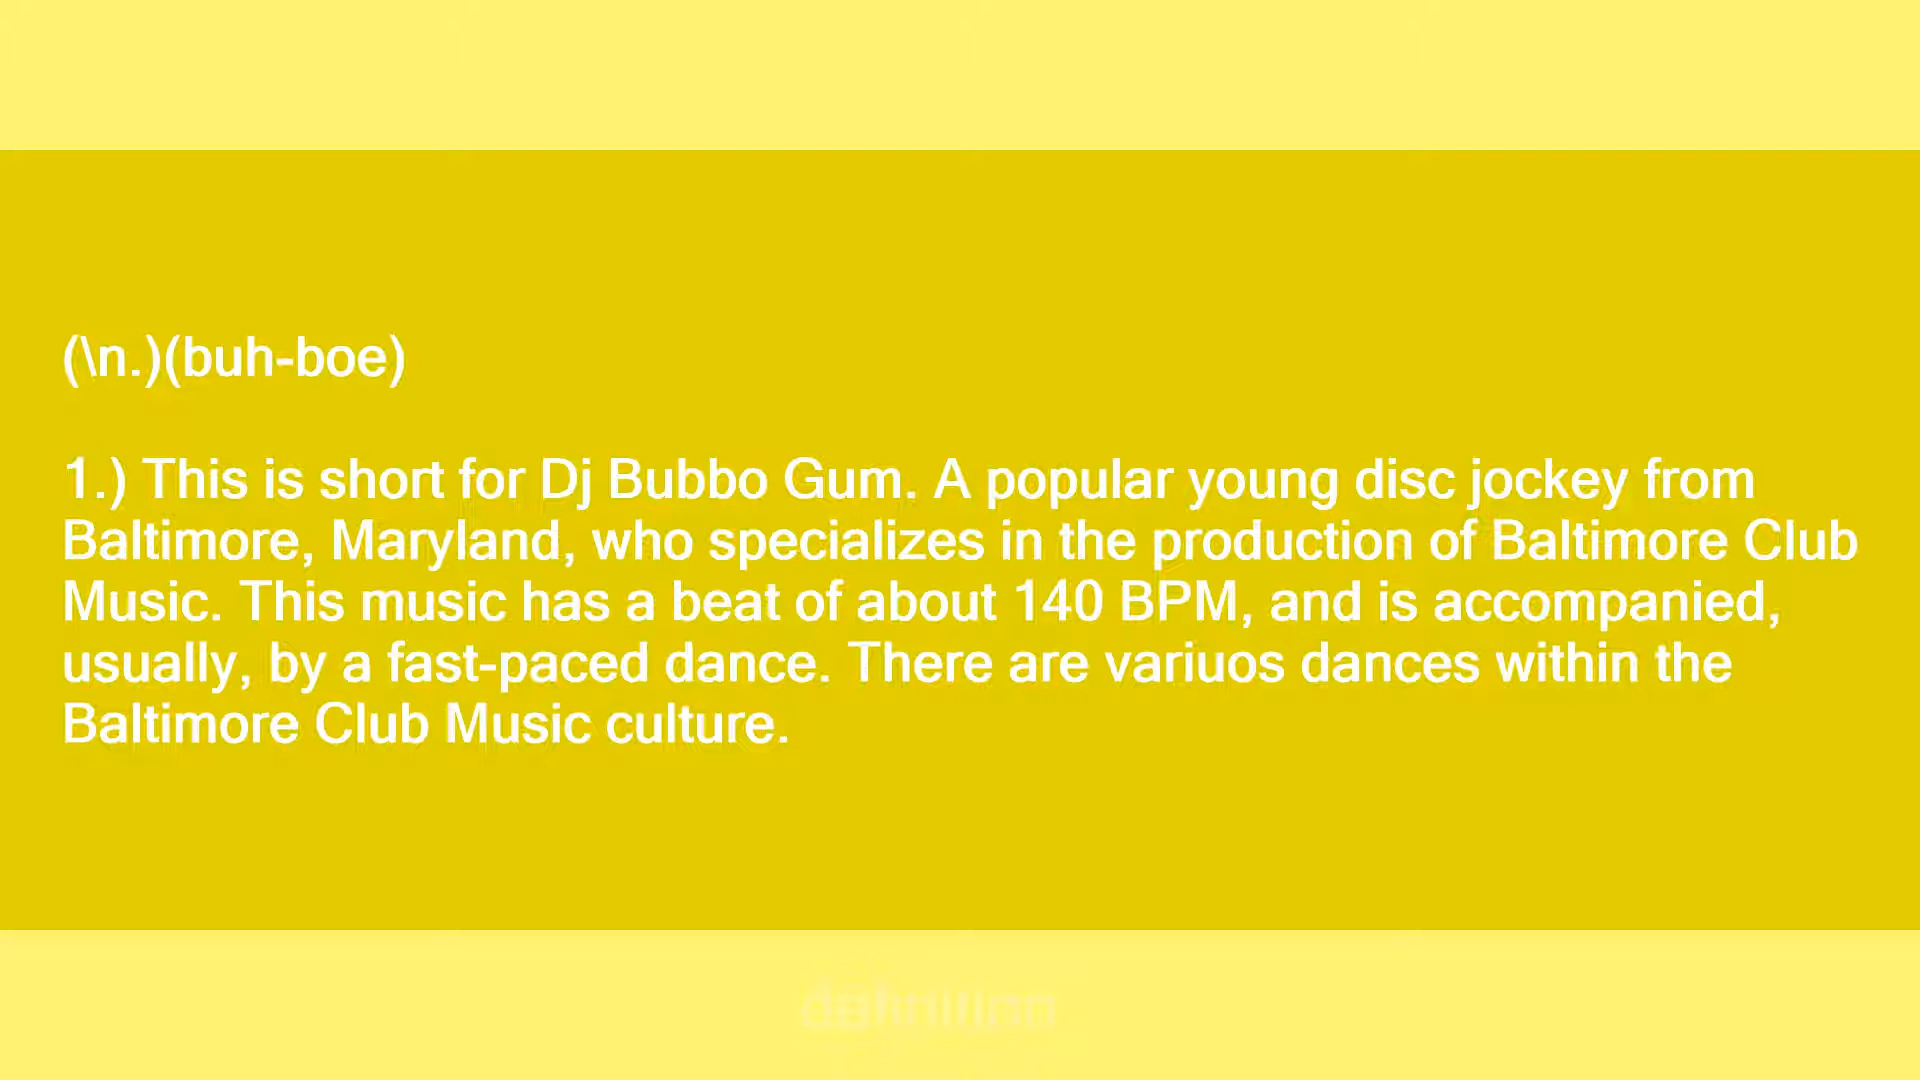 (\n.)(buh-boe)
1.) This is short for Dj Bubbo Gum. A popular young disc jockey from
Baltimore, Maryland, who specializes in the production of Baltimore Club
Music. This music has a beat of about 140 BPM, and is accompanied,
usually, by a fast-paced dance. There are variuos dances within the
Baltimore Club Music culture.
definition